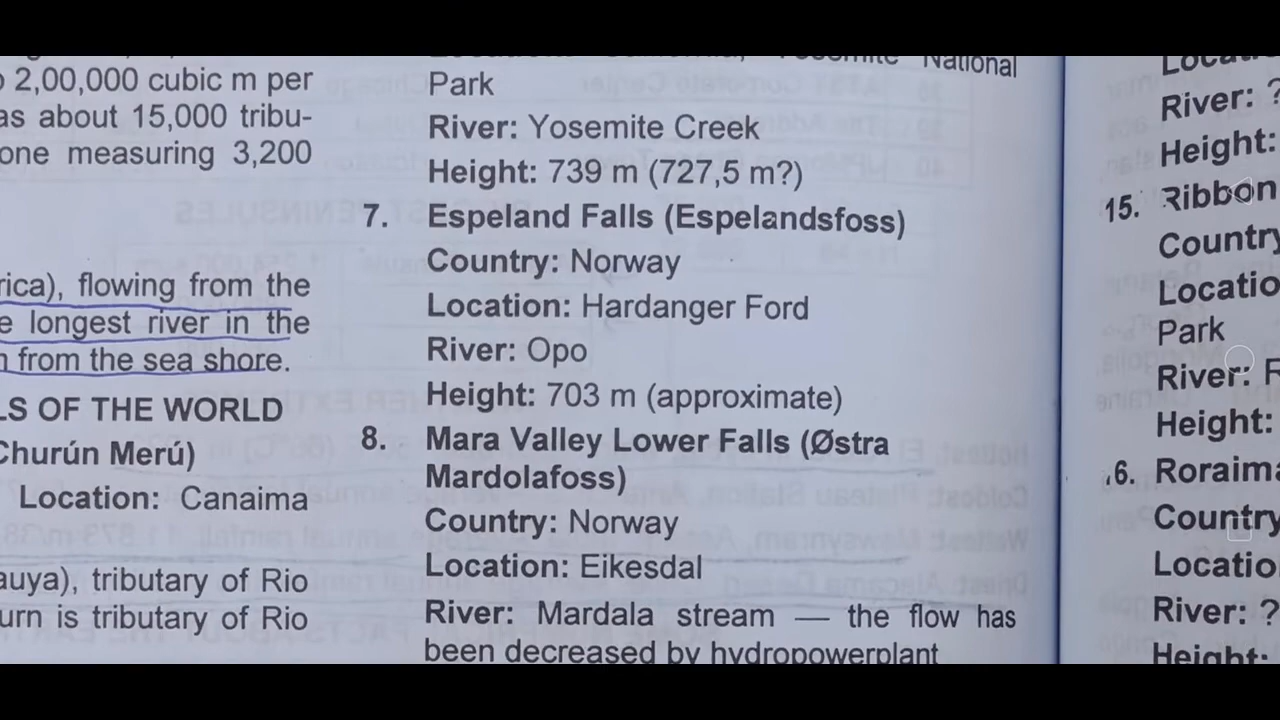 2,00,000 cubic m per
as about 15,000 tribu-
one measuring 3,200
rica), flowing from the
e longest river in the
n from the sea shore.
LS OF THE WORLD
Churún Merú)
Location: Canaima
auya), tributary of Rio
urn is tributary of Rio
National
Park
River: Yosemite Creek
Height: 739 m (727,5 m?)
7. Espeland Falls (Espelandsfoss)
Country: Norway
Location: Hardanger Ford
River: Opo
Height: 703 m (approximate)
8. Mara Valley Lower Falls (Østra
Mardolafoss)
Country: Norway
Location: Eikesdal
River: Mardala stream — the flow has
been decreased by hydropowerplant
River: ?
Height:
15. Ribbon
Country
Locatio
Park
River: F
Height:
.6. Roraima
Country
Locatio
River: ?
Height: